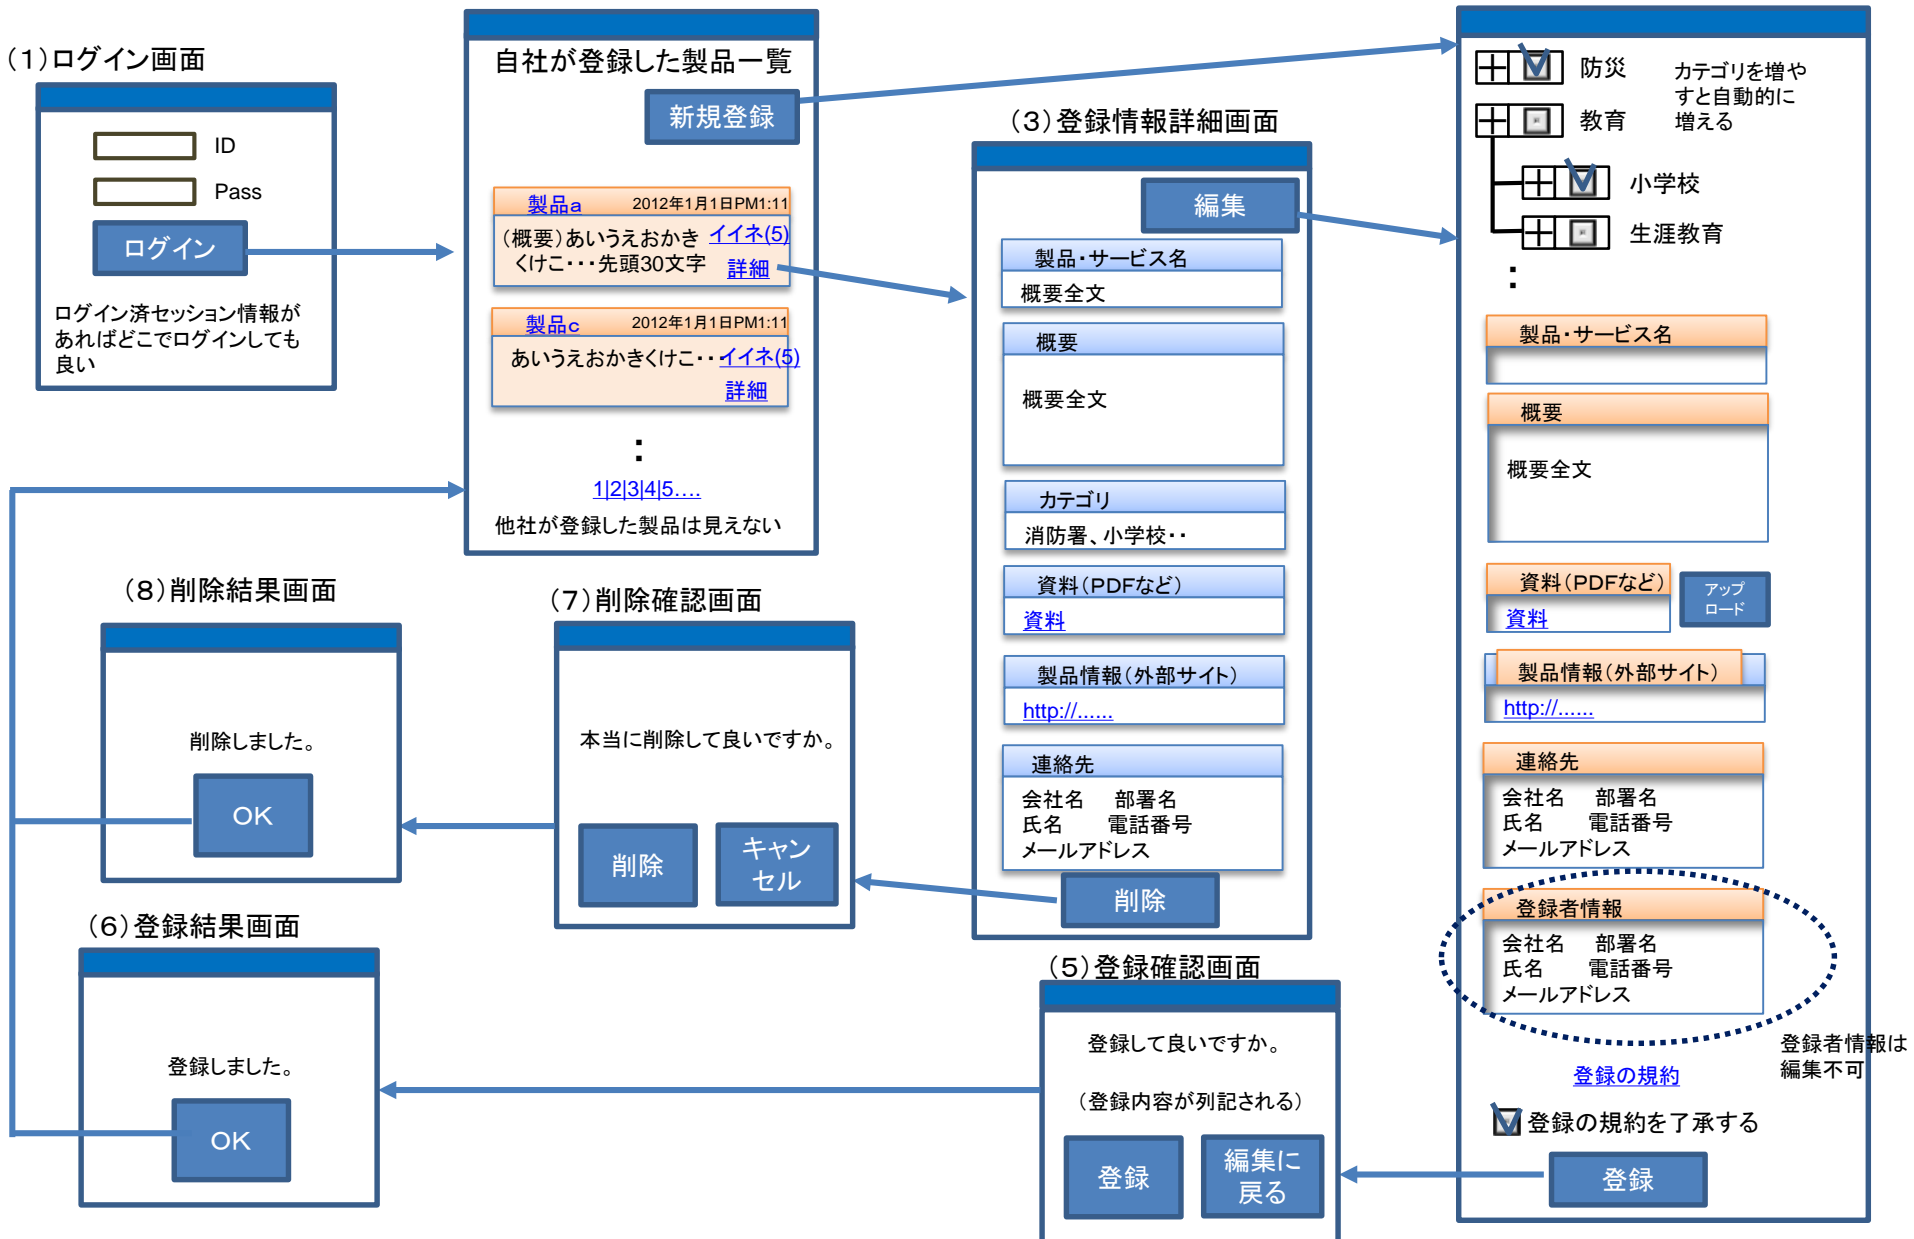 (1)ログイン画面
ID
Pass
ログイン
ログイン済セッション情報が
あればどこでログインしても
良い
自社が登録した製品一覧
新規登録
製品a 2012年1月1日PM1:11
(概要)あいうえおかき イイネ(5)
くけこ・・・先頭30文字 詳細
製品c 2012年1月1日PM1:11
あいうえおかきくけこ・・・イイネ(5)
詳細
:
1|2|3|4|5….
他社が登録した製品は見えない
(3)登録情報詳細画面
編集
製品・サービス名
概要全文
概要
概要全文
カテゴリ
消防署、小学校・・
資料(PDFなど)
資料
製品情報(外部サイト)
http://......
連絡先
会社名 部署名
氏名 電話番号
メールアドレス
削除
防災
教育
小学校
生涯教育
:
カテゴリを増や
すと自動的に
増える
製品・サービス名
概要
概要全文
資料(PDFなど)
資料
アップ
ロード
製品情報(外部サイト)
http://......
連絡先
会社名 部署名
氏名 電話番号
メールアドレス
登録者情報
会社名 部署名
氏名 電話番号
メールアドレス
登録者情報は
編集不可
登録の規約
登録の規約を了承する
登録
(8)削除結果画面
削除しました。
OK
(7)削除確認画面
本当に削除して良いですか。
削除
キャン
セル
(6)登録結果画面
登録しました。
OK
(5)登録確認画面
登録して良いですか。
(登録内容が列記される)
登録
編集に
戻る